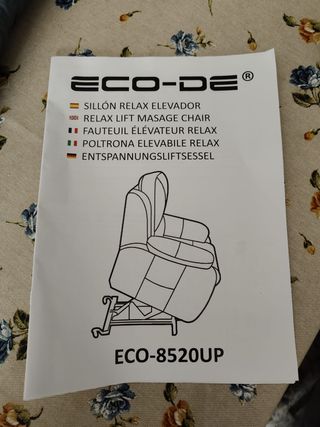 ECO-DE®
SILLÓN RELAX ELEVADOR
RELAX LIFT MASAGE CHAIR
FAUTEUIL ÉLÉVATEUR RELAX
POLTRONA ELEVABILE RELAX
ENTSPANNUNGSLIFTSESSEL
ECO-8520UP